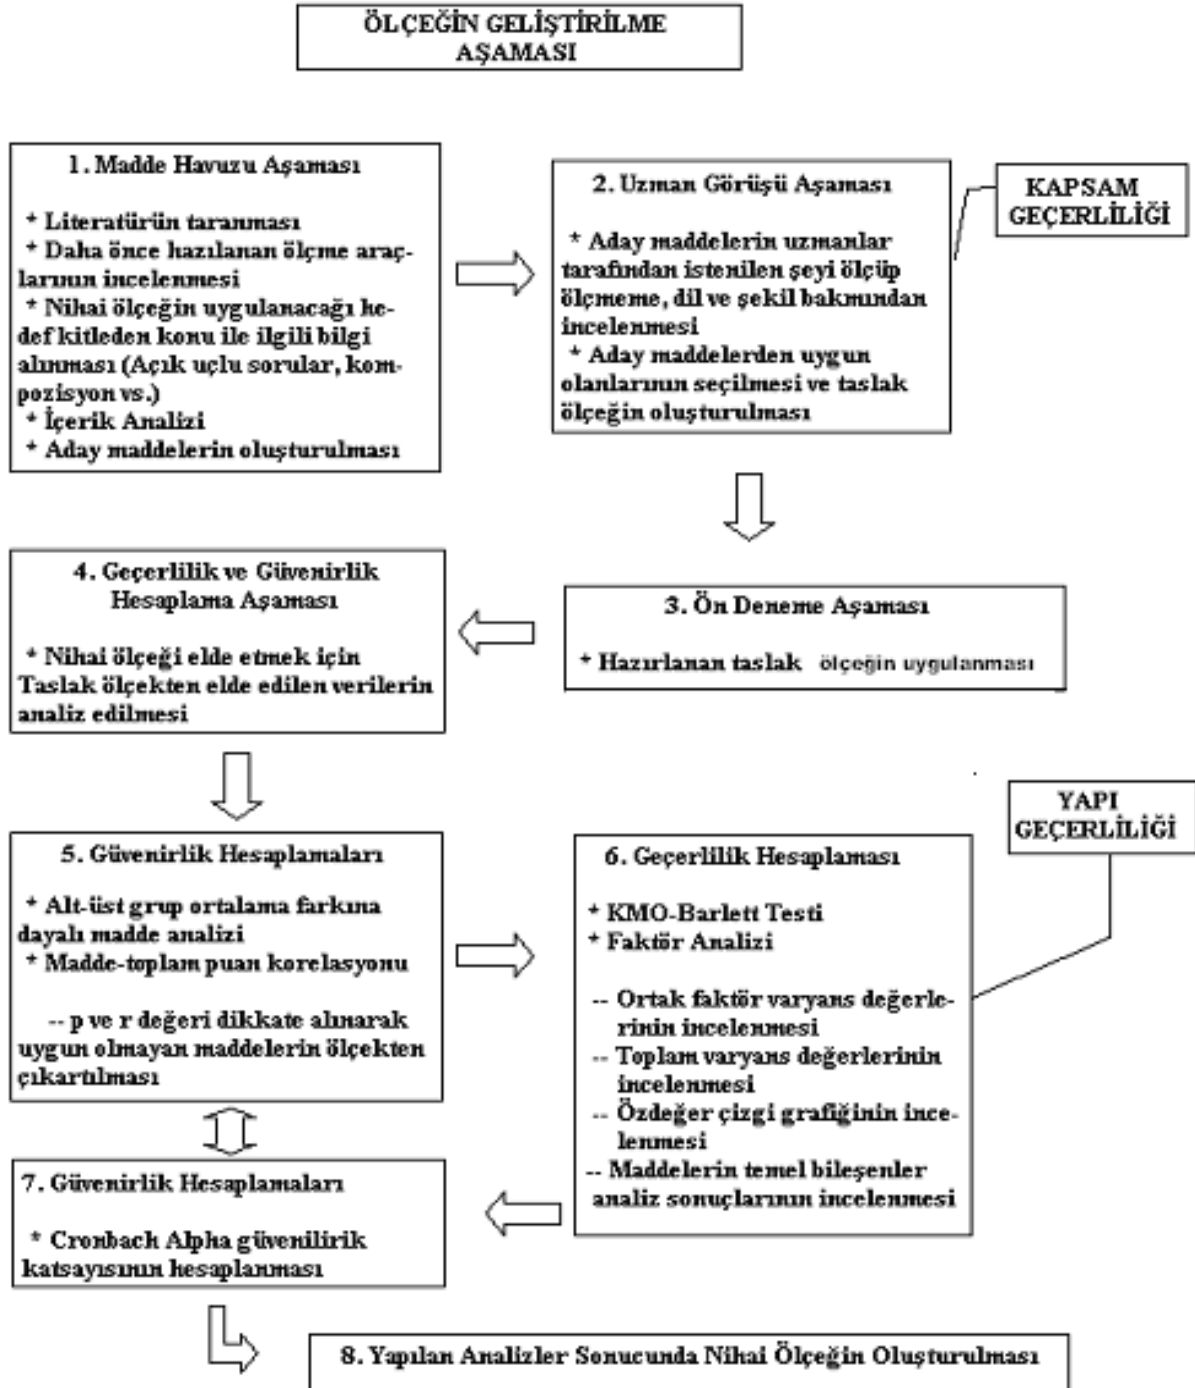 ÖLÇEĞİN GELİŞTİRİLME
AŞAMASI
1. Madde Havuzu Aşaması
* Literatürün taranması
* Daha önce hazılanan ölçme araç-
larının incelenmesi
* Nihai ölçeğin uygulanacağı he-
def kitleden konu ile ilgili bilgi
alınması (Açık uçlu sorular, kom-
pozisyon vs.)
* İçerik Analizi
* Aday maddelerin oluşturulması
2. Uzman Görüşü Aşaması
* Aday maddelerin uzmanlar
tarafından istenilen şeyi ölçüp
ölçmeme, dil ve şekil bakmından
incelenmesi
* Aday maddelerden uygun
olanlarının seçilmesi ve taslak
ölçeğin oluşturulması
KAPSAM
GEÇERLİLİĞİ
3. Ön Deneme Aşaması
* Hazırlanan taslak ölçeğin uygulanması
4. Geçerlilik ve Güvenirlik
Hesaplama Aşaması
* Nihai ölçeği elde etmek için
Taslak ölçekten elde edilen verilerin
analiz edilmesi
5. Güvenirlik Hesaplamaları
* Alt-üst grup ortalama farkına
dayalı madde analizi
* Madde-toplam puan korelasyonu
-- p ve r değeri dikkate alınarak
uygun olmayan maddelerin ölçekten
çıkartılması
6. Geçerlilik Hesaplaması
* KMO-Barlett Testi
* Faktör Analizi
-- Ortak faktör varyans değerle-
rinin incelenmesi
-- Toplam varyans değerlerinin
incelenmesi
-- Özdeğer çizgi grafiğinin ince-
lenmesi
-- Maddelerin temel bileşenler
analiz sonuçlarının incelenmesi
YAPI
GEÇERLİLİĞİ
7. Güvenirlik Hesaplamaları
* Cronbach Alpha güvenilirik
katsayısının hesaplanması
8. Yapılan Analizler Sonucunda Nihai Ölçeğin Oluşturulması